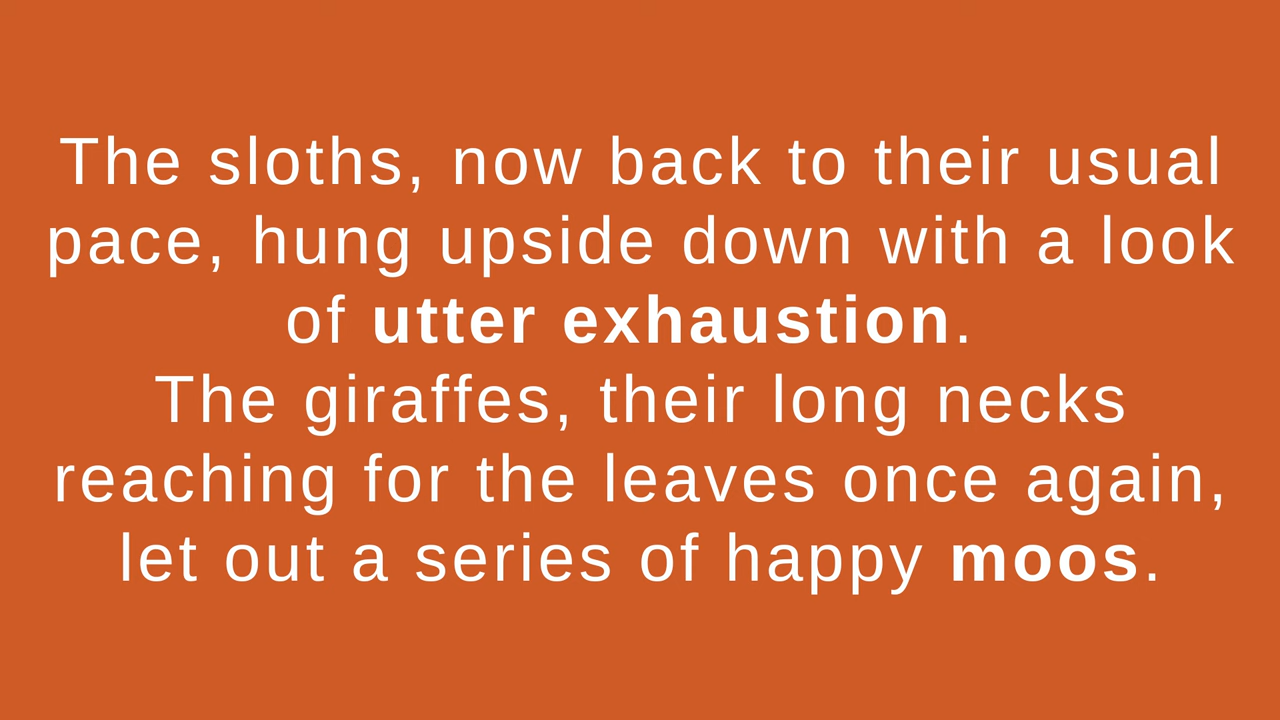 The sloths, now back to their usual
pace, hung upside down with a look
of utter exhaustion.
The giraffes, their long necks
reaching for the leaves once again,
let out a series of happy moos.